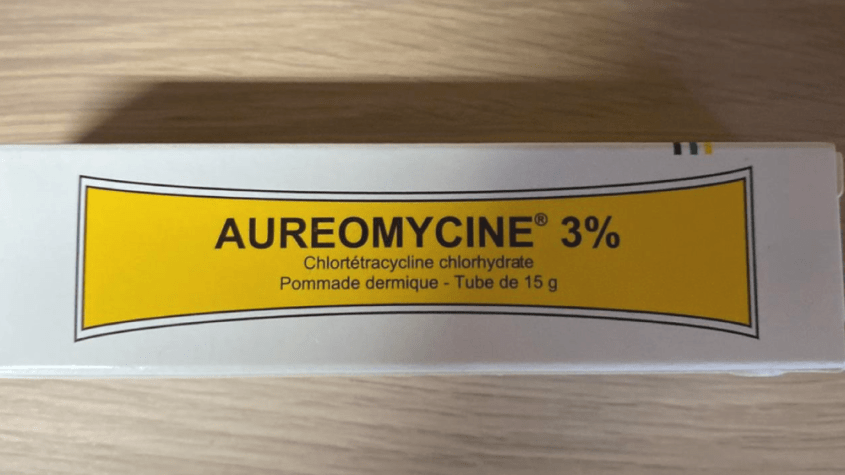 AUREOMYCINE® 3%
Chlortétracycline chlorhydrate
Pommade dermique - Tube de 15 g